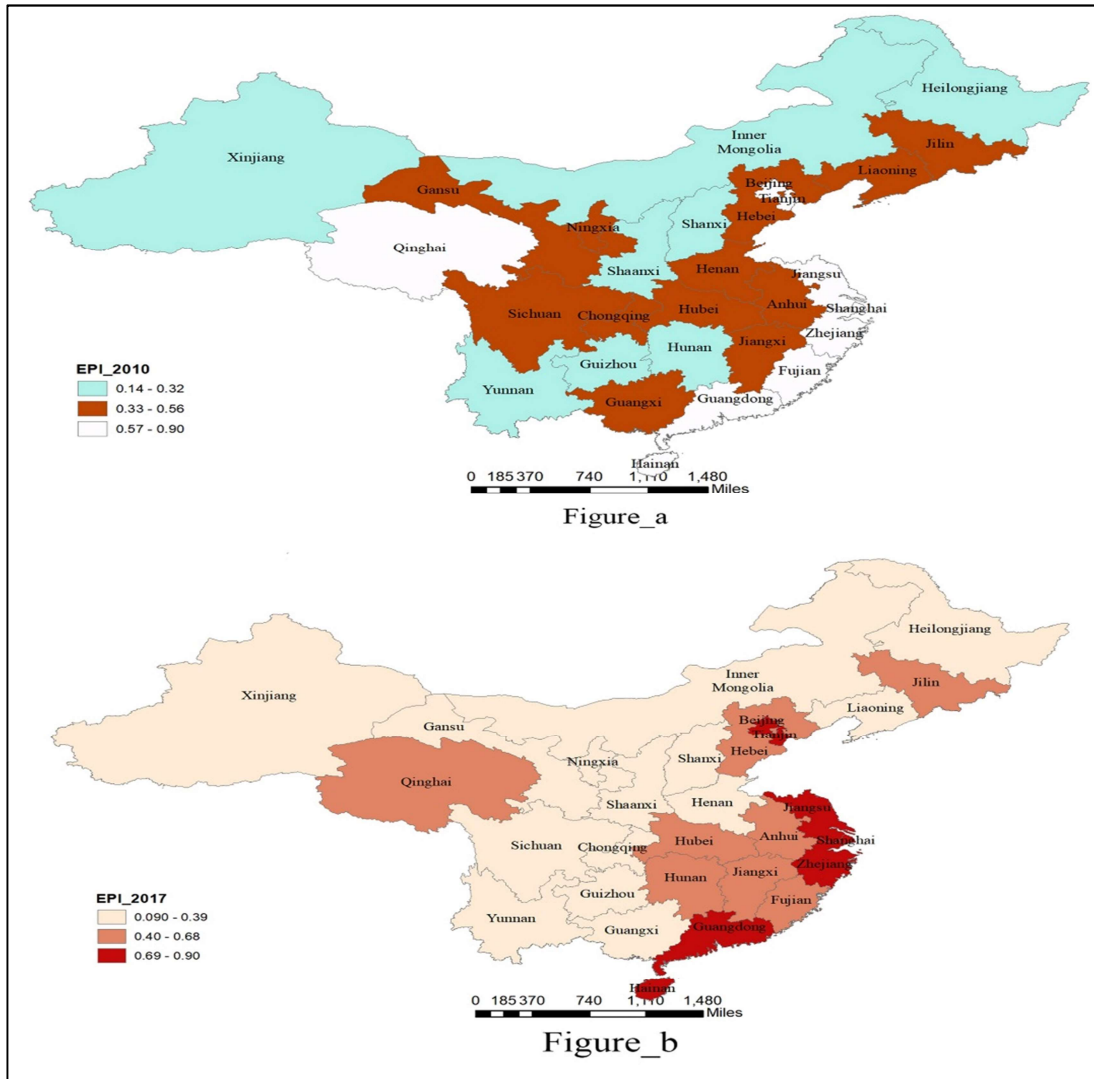 Heilongjiang
Jilin
Inner
Mongolia
Liaoning
Xinjiang
Beijing
Tianjin
Gansu
Hebei
Ningxia
Shanxi
Qinghai
Shaanxi
Henan
Jiangsu
Sichuan
Chongqing
Hubei
Anhui
Shanghai
Zhejiang
Hunan
Jiangxi
Guizhou
Fujian
Yunnan
Guangxi
Guangdong
Hainan
EPI_2010
0.14 - 0.32
0.33 - 0.56
0.57 - 0.90
0 185 370 740 1,110 1,480
Miles
Figure_a
Heilongjiang
Jilin
Inner
Mongolia
Liaoning
Xinjiang
Beijing
Tianjin
Gansu
Hebei
Ningxia
Shanxi
Qinghai
Shaanxi
Henan
Jiangsu
Sichuan
Chongqing
Hubei
Anhui
Shanghai
Zhejiang
Hunan
Jiangxi
Guizhou
Fujian
Yunnan
Guangxi
Guangdong
Hainan
EPI_2017
0.090 - 0.39
0.40 - 0.68
0.69 - 0.90
0 185 370 740 1,110 1,480
Miles
Figure_b